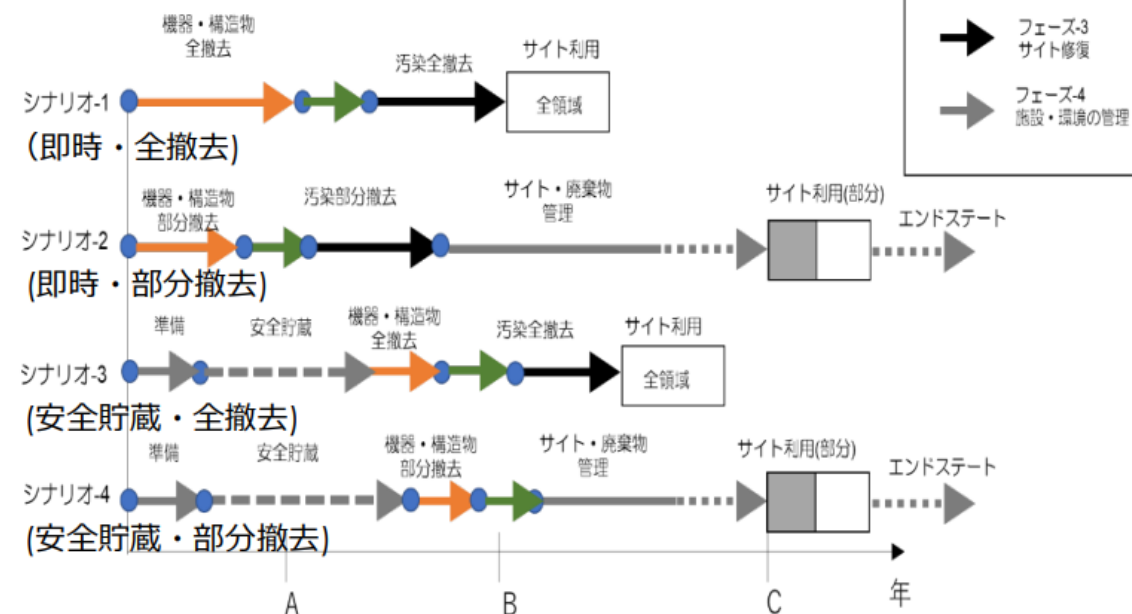 機器・構造物
全撤去
汚染全撤去
サイト利用
シナリオ-1
全領域
(即時・全撤去)
フェーズ-3
サイト修復
フェーズ-4
施設・環境の管理
機器・構造物
部分撤去
汚染部分撤去
サイト・廃棄物
管理
サイト利用(部分)
エンドステート
シナリオ-2
(即時・部分撤去)
準備
安全貯蔵
機器・構造物
全撤去
汚染全撤去
サイト利用
シナリオ-3
全領域
(安全貯蔵・全撤去)
準備
安全貯蔵
機器・構造物
部分撤去
サイト・廃棄物
管理
サイト利用(部分)
エンドステート
シナリオ-4
(安全貯蔵・部分撤去)
A
B
C
年